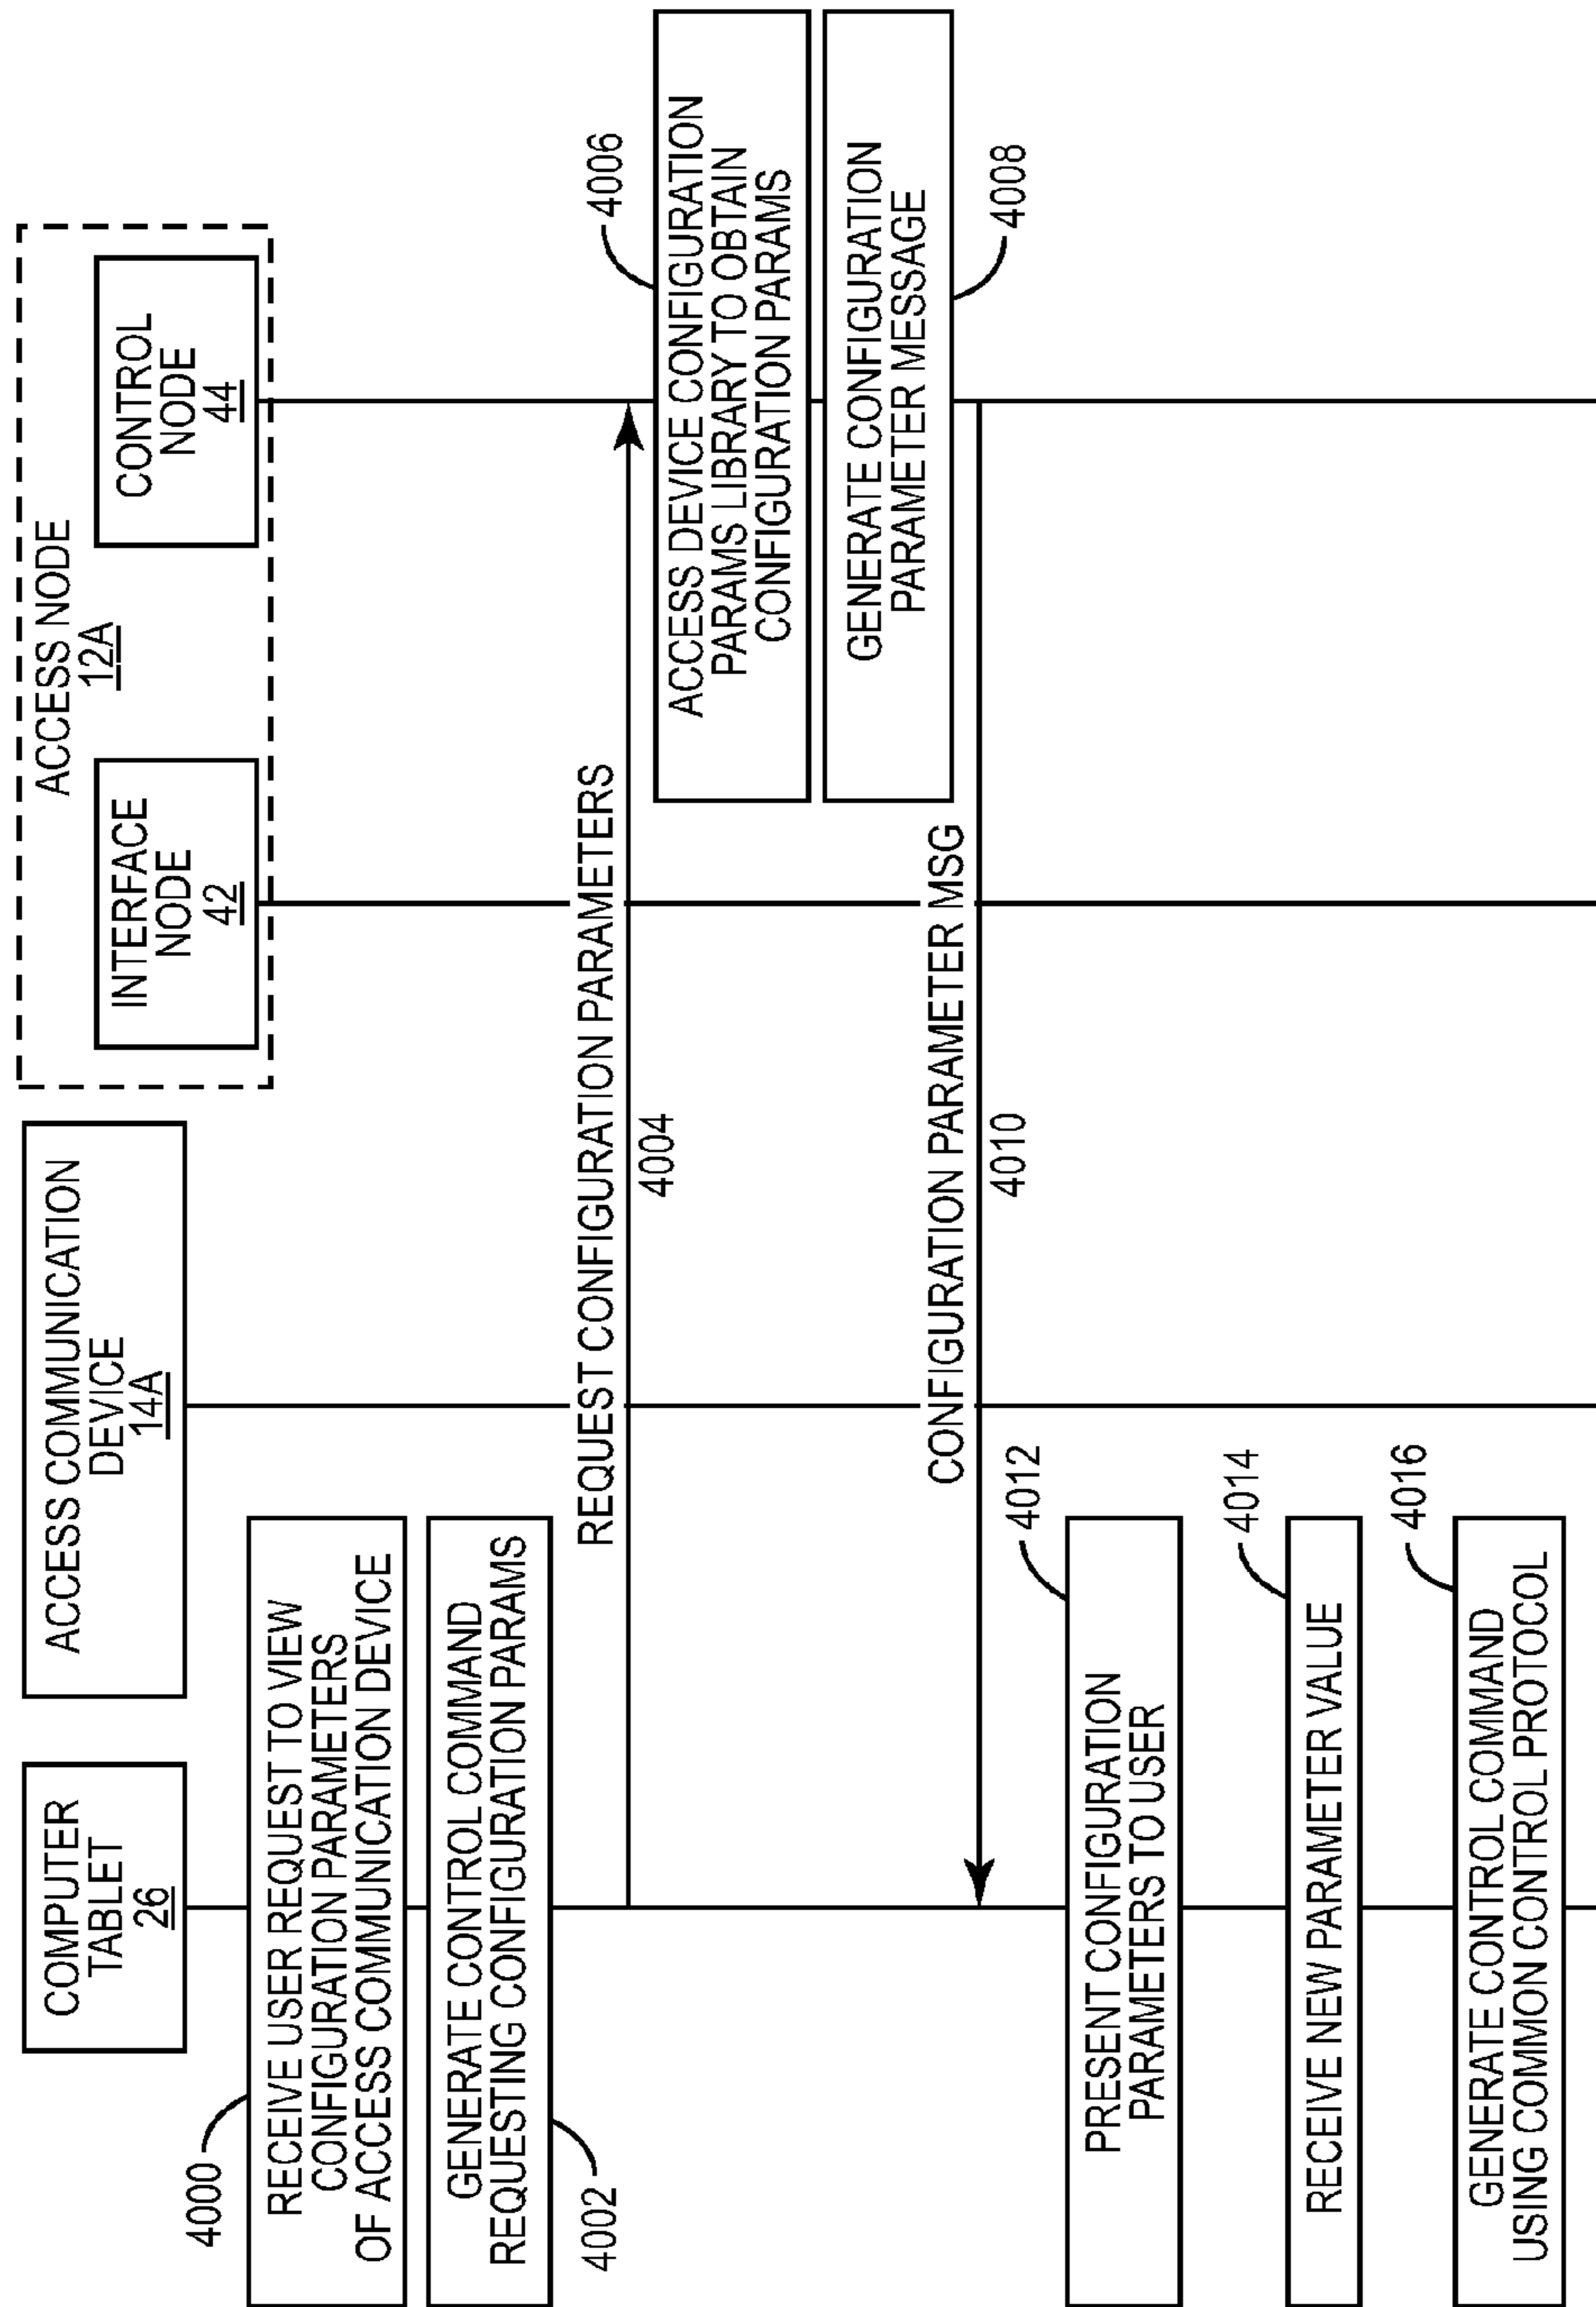 COMPUTER
TABLET
26
ACCESS COMMUNICATION
DEVICE
14A
ACCESS NODE
12A
INTERFACE
NODE
42
CONTROL
NODE
44
4000
RECEIVE USER REQUEST TO VIEW
CONFIGURATION PARAMETERS
OF ACCESS COMMUNICATION DEVICE
GENERATE CONTROL COMMAND
REQUESTING CONFIGURATION PARAMS
4002
REQUEST CONFIGURATION PARAMETERS
4004
4006
ACCESS DEVICE CONFIGURATION
PARAMS LIBRARY TO OBTAIN
CONFIGURATION PARAMS
GENERATE CONFIGURATION
PARAMETER MESSAGE
4008
CONFIGURATION PARAMETER MSG
4010
4012
PRESENT CONFIGURATION
PARAMETERS TO USER
4014
RECEIVE NEW PARAMETER VALUE
4016
GENERATE CONTROL COMMAND
USING COMMON CONTROL PROTOCOL